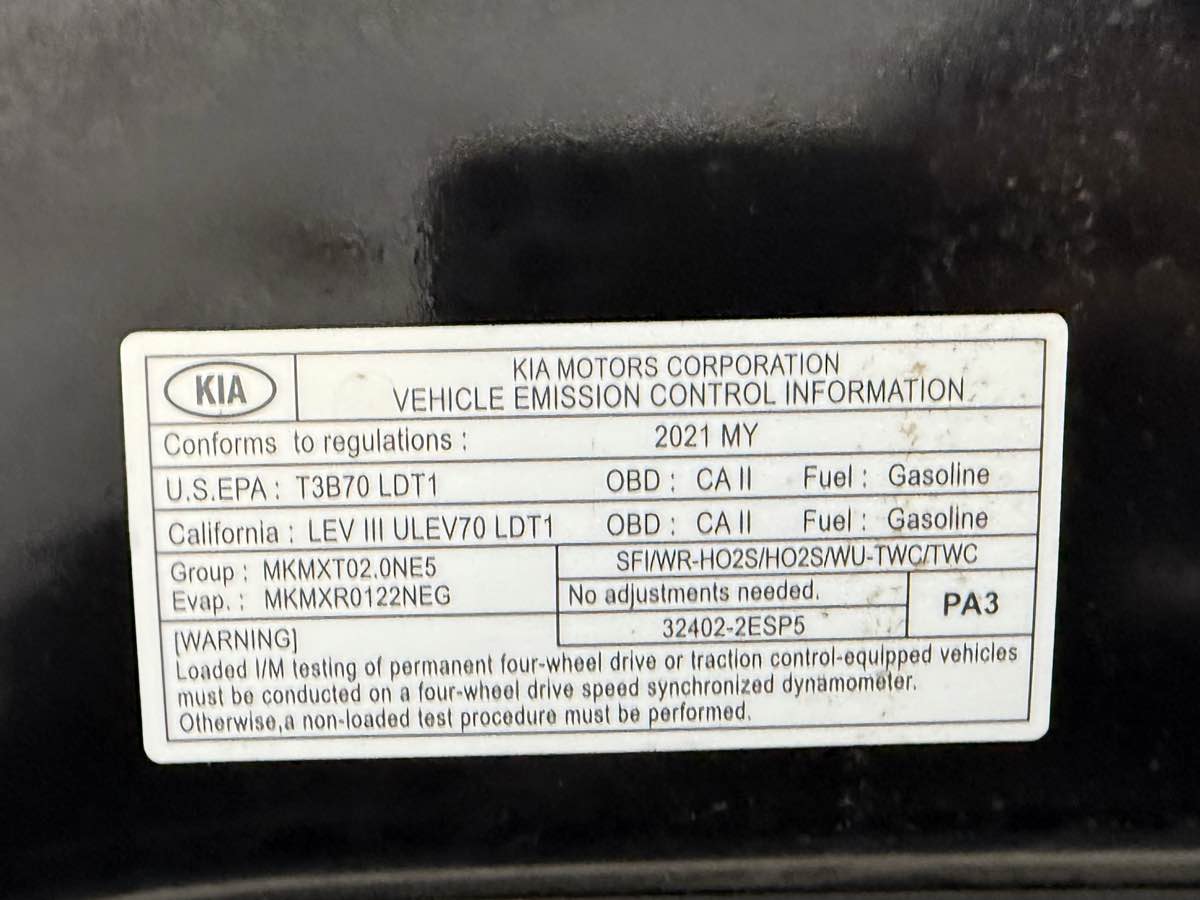 KIA
KIA MOTORS CORPORATION
VEHICLE EMISSION CONTROL INFORMATION
Conforms to regulations : 2021 MY
U.S.EPA : T3B70 LDT1 OBD : CA II Fuel : Gasoline
California : LEV III ULEV70 LDT1 OBD : CA II Fuel : Gasoline
Group : MKMXT02.0NE5
Evap. : MKMXR0122NEG
SFI/WR-HO2S/HO2S/WU-TWC/TWC
No adjustments needed.
32402-2ESP5
PA3
[WARNING]
Loaded I/M testing of permanent four-wheel drive or traction control-equipped vehicles
must be conducted on a four-wheel drive speed synchronized dynamometer.
Otherwise,a non-loaded test procedure must be performed.